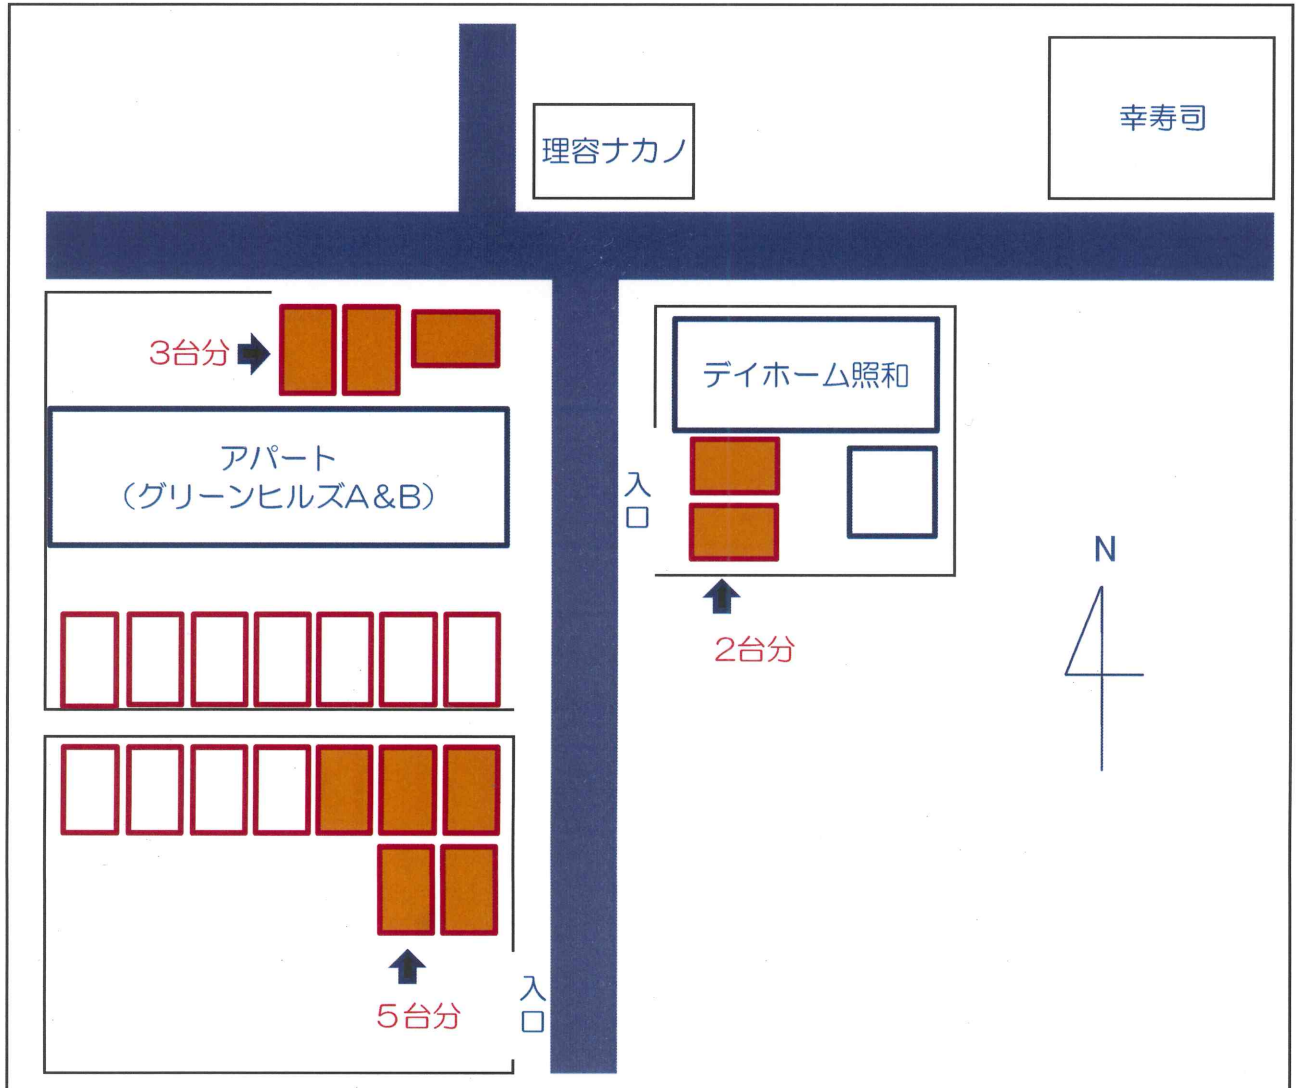 幸寿司
理容ナカノ
3台分
デイホーム照和
アパート
（グリーンヒルズA&B）
入口
N
2台分
5台分
入口